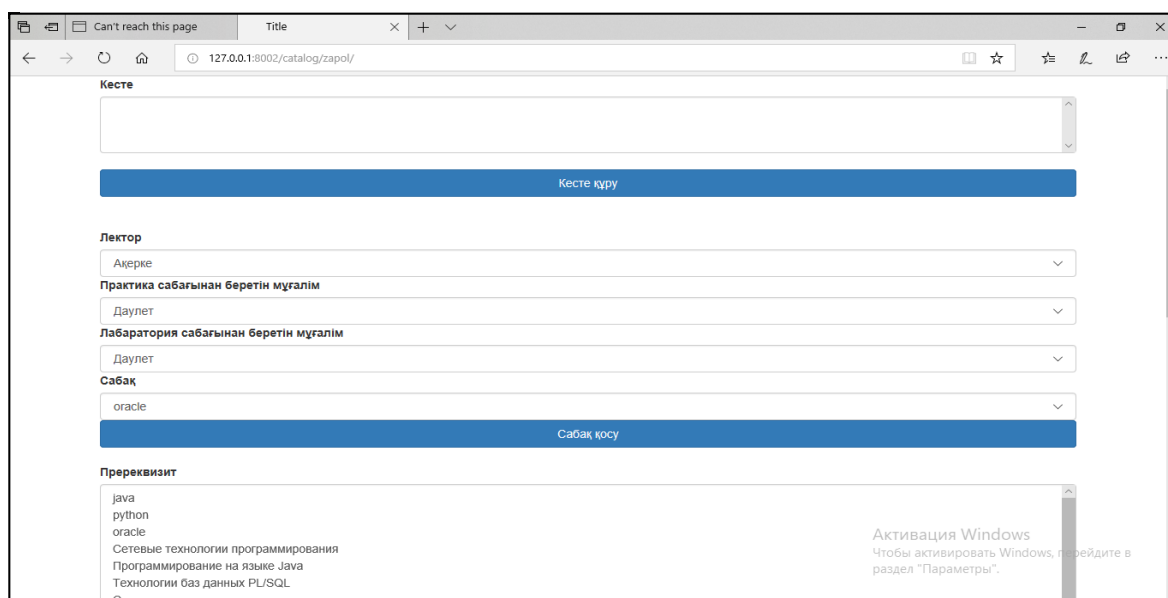 Can't reach this page
Title
127.0.0.1:8002/catalog/zapol/
Кесте
Кесте құру
Лектор
Ақерке
Практика сабағынан беретін мұғалім
Даулет
Лабаратория сабағынан беретін мұғалім
Даулет
Сабақ
oracle
Сабақ қосу
Пререквизит
java
python
oracle
Сетевые технологии программирования
Программирование на языке Java
Технологии баз данных PL/SQL
Активация Windows
Чтобы активировать Windows, перейдите в
раздел "Параметры".